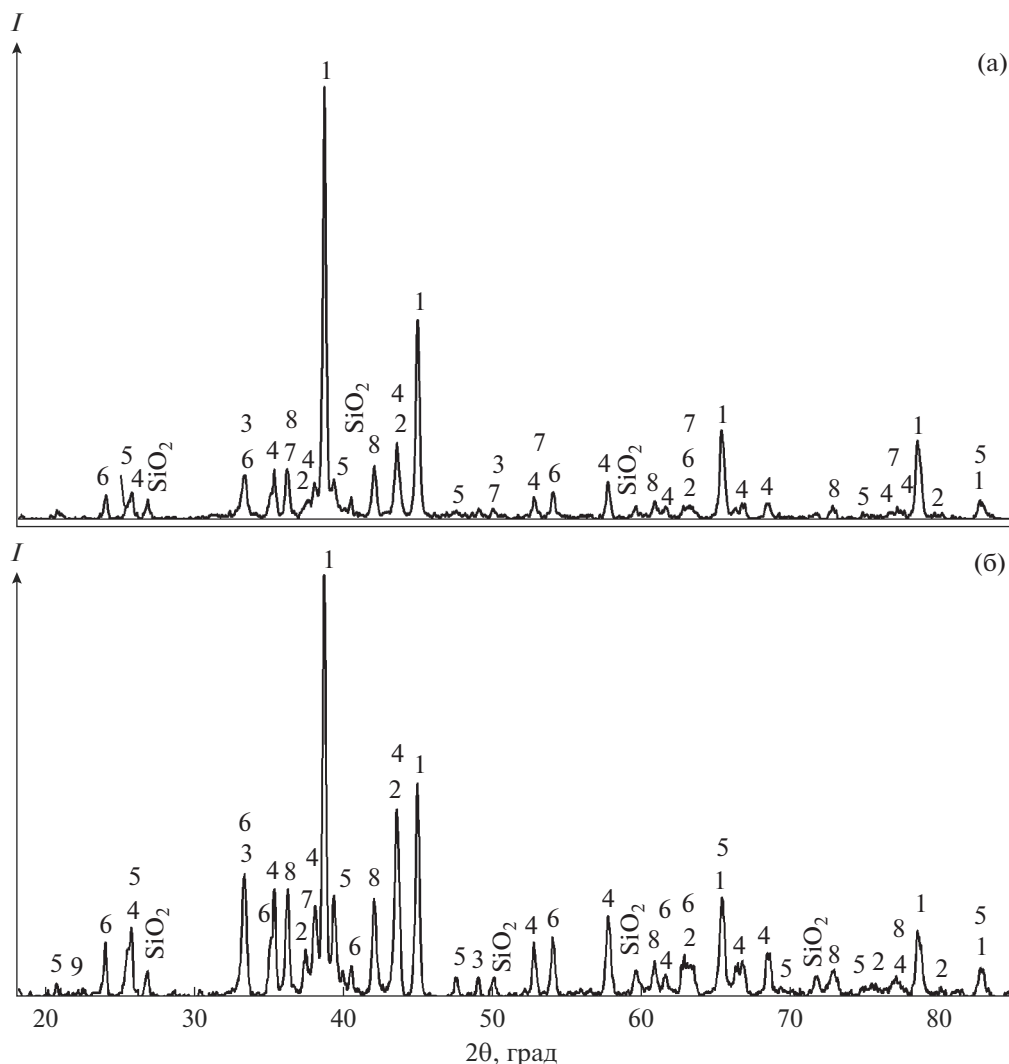 I
(а)
1
1
3 8 4
6 4 7 2 4 5 SiO2 8 2
5
6 4 SiO2
5 3 7 7
7 4 6 4 SiO2 8 4 6 2 1 4 4 8 5 4 7 4 1 2 5 1
I
(б)
1
4
2 1
6
3 4 8 4 5 8
5
6 4 SiO2 6 2 7 6
5 9
5 3 SiO2 4 6 4 SiO2 8 6 4 6 2 5 1 4 4 5 SiO2 8 5 2 8 4 1 2 5 1
20 30 40 50 60 70 80
2θ, град